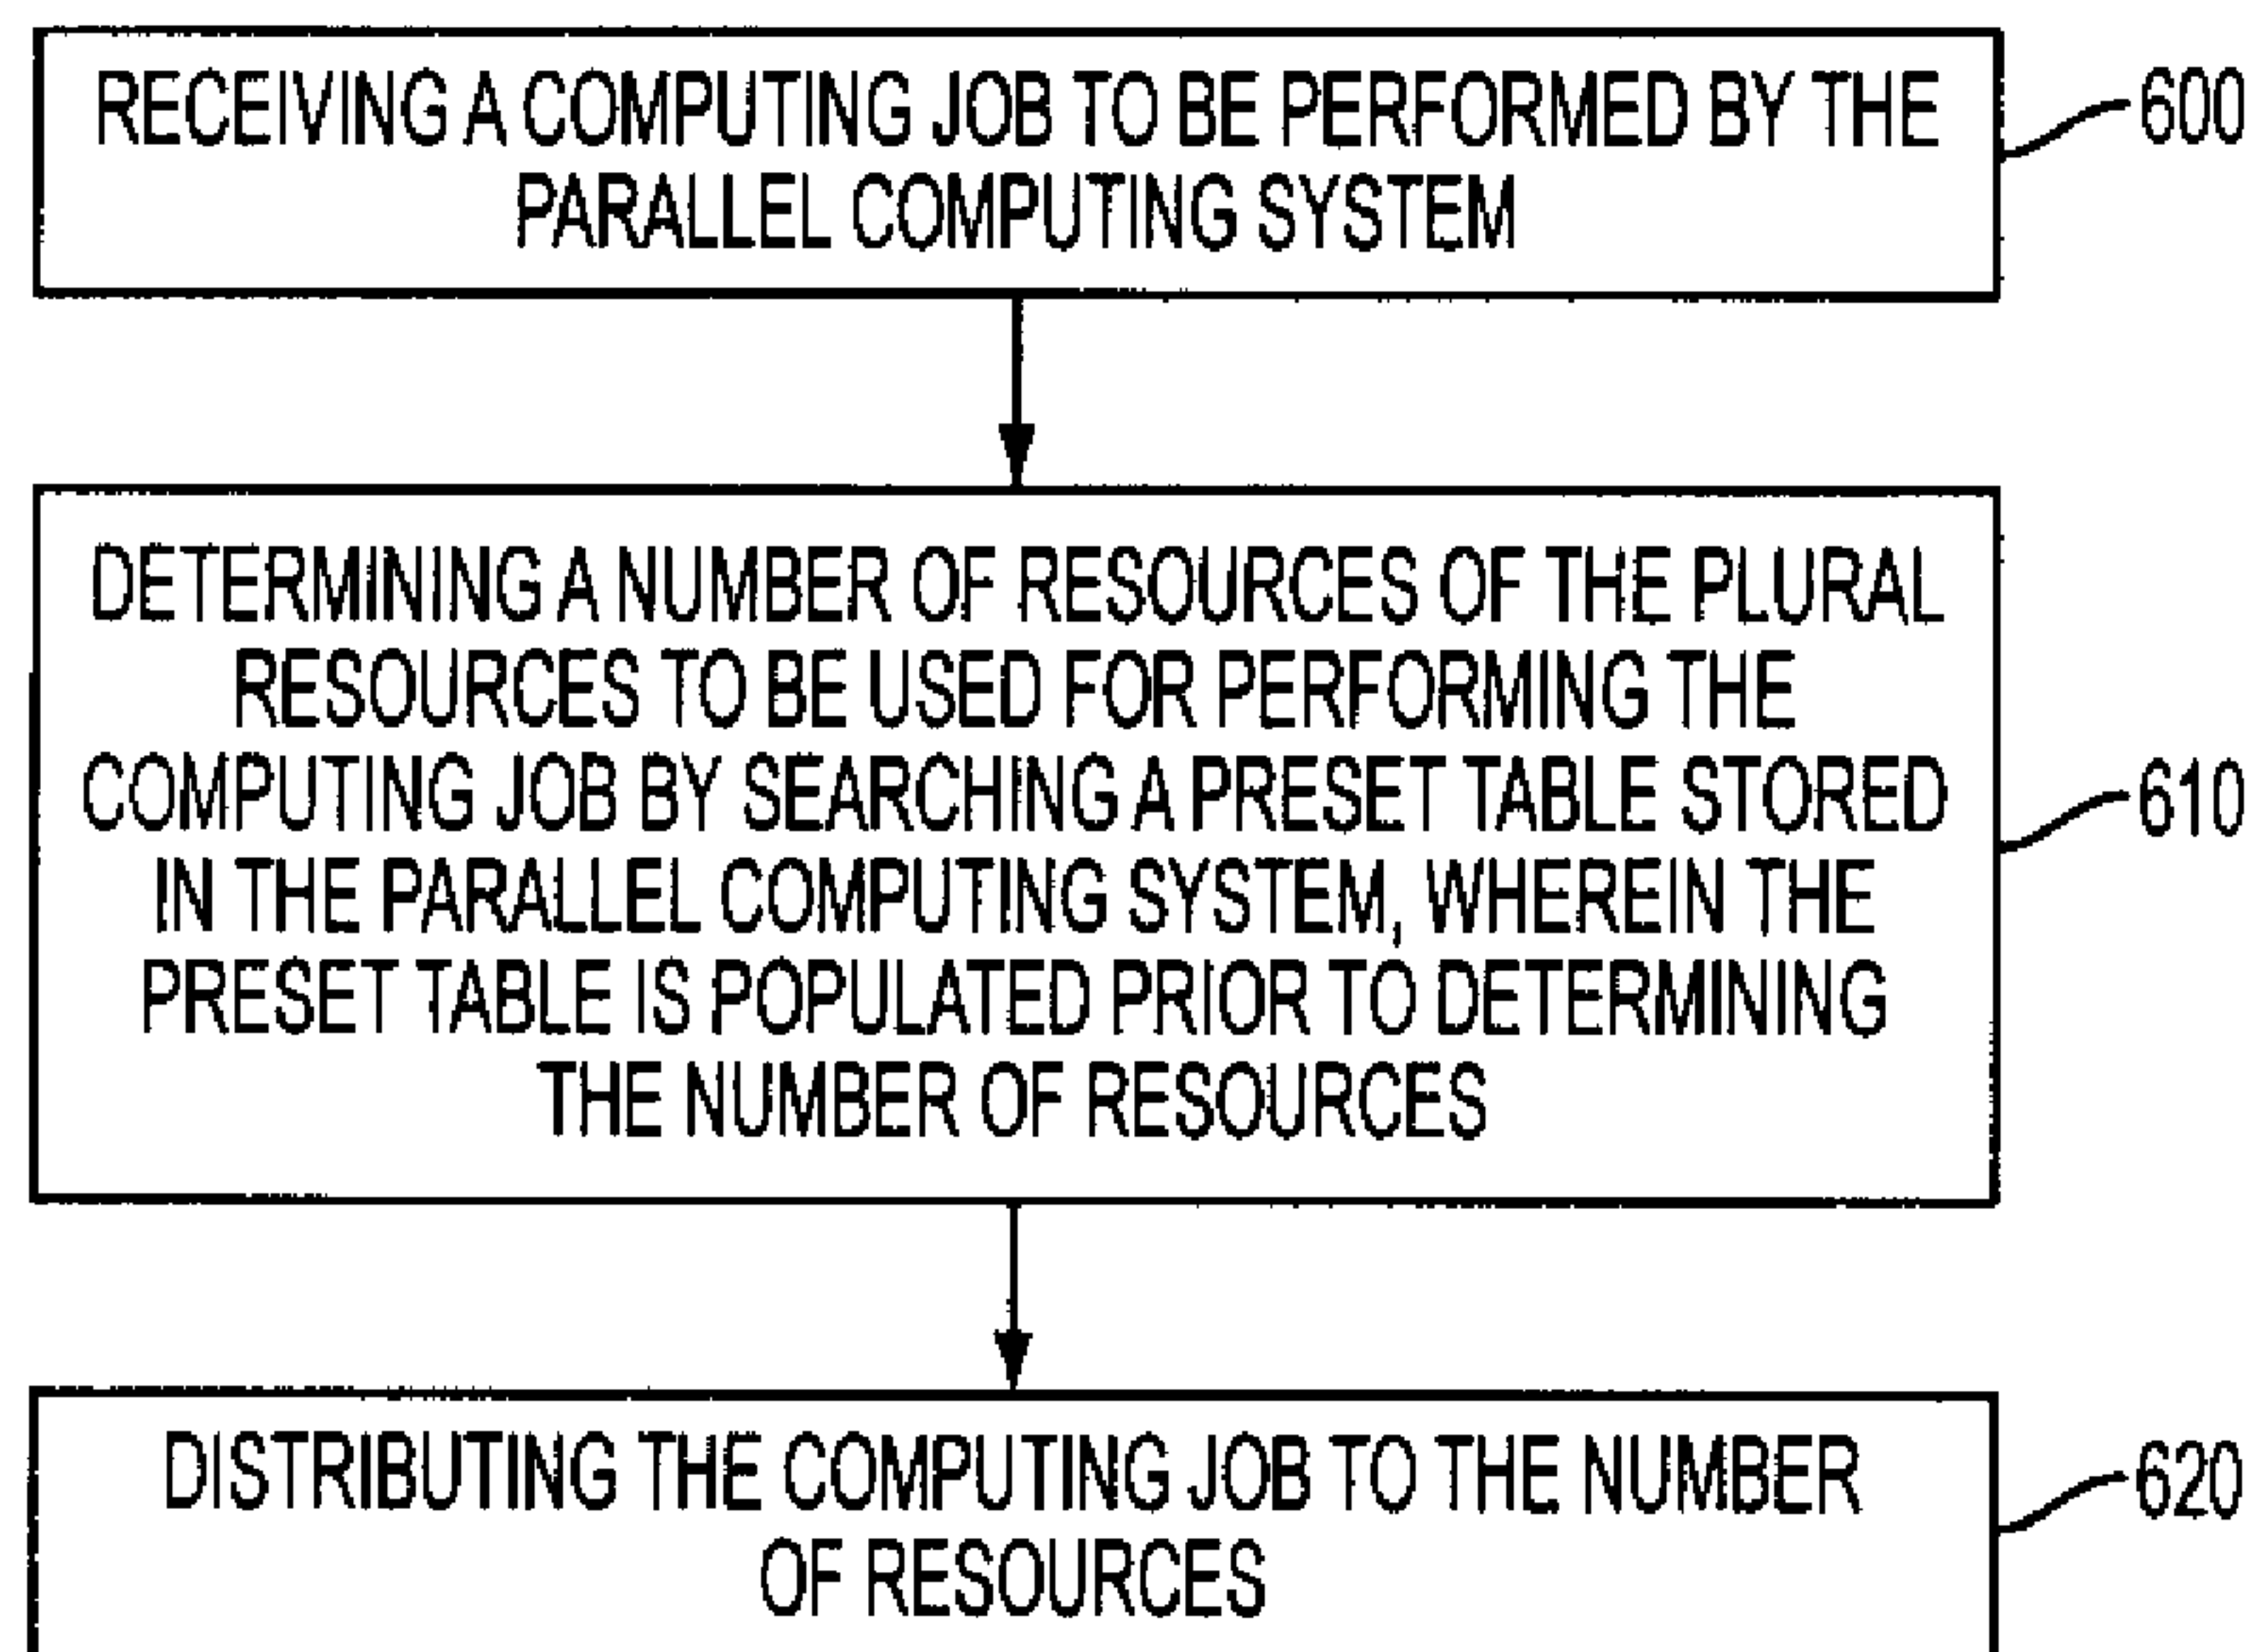 RECEIVING A COMPUTING JOB TO BE PERFORMED BY THE
PARALLEL COMPUTING SYSTEM
600
DETERMINING A NUMBER OF RESOURCES OF THE PLURAL
RESOURCES TO BE USED FOR PERFORMING THE
COMPUTING JOB BY SEARCHING A PRESET TABLE STORED
IN THE PARALLEL COMPUTING SYSTEM, WHEREIN THE
PRESET TABLE IS POPULATED PRIOR TO DETERMINING
THE NUMBER OF RESOURCES
610
DISTRIBUTING THE COMPUTING JOB TO THE NUMBER
OF RESOURCES
620